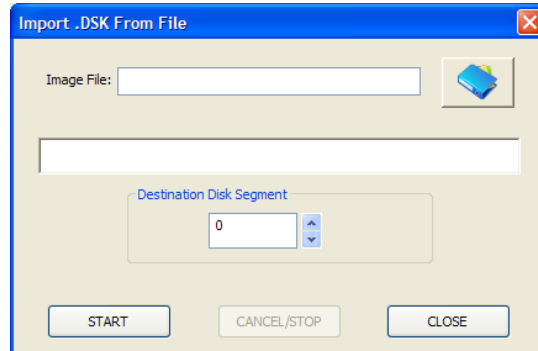 Import .DSK From File
Image File:
Destination Disk Segment
0
START CANCEL/STOP CLOSE